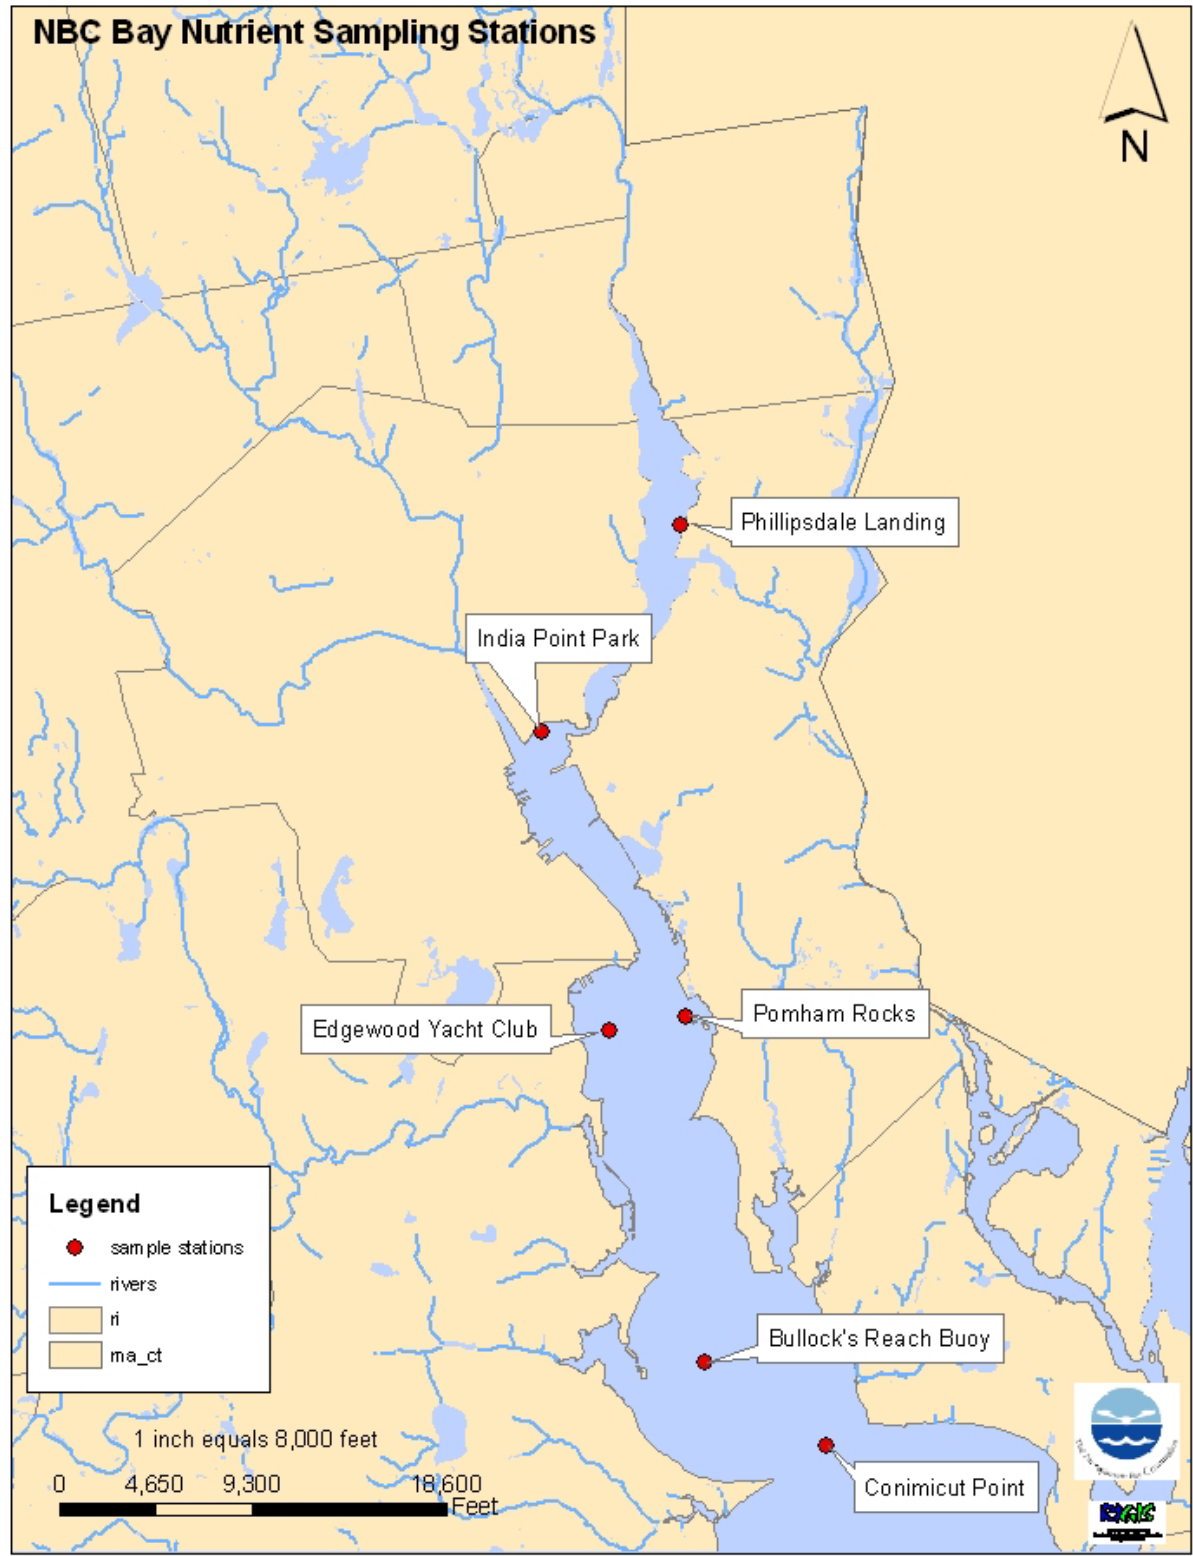 NBC Bay Nutrient Sampling Stations
N
Phillipsdale Landing
India Point Park
Pomham Rocks
Edgewood Yacht Club
Legend
sample stations
rivers
ri
ma_ct
Bullock's Reach Buoy
1 inch equals 8,000 feet
0 4,650 9,300 18,600
Feet
Conimicut Point
RIGIS